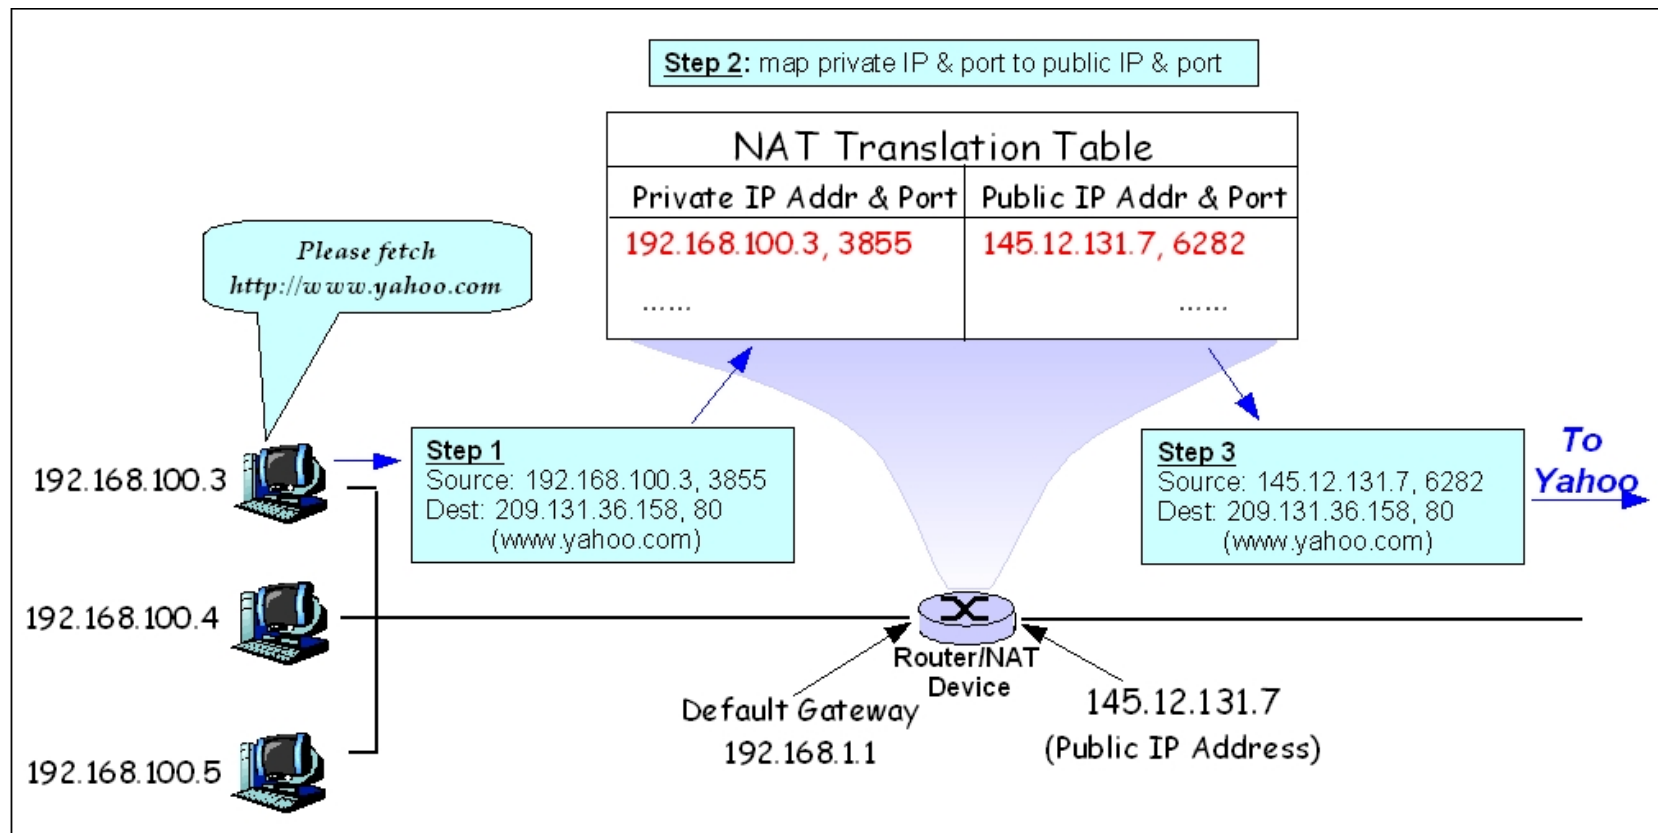 Step 2: map private IP & port to public IP & port
NAT Translation Table
Private IP Addr & Port
Public IP Addr & Port
192.168.100.3, 3855
145.12.131.7, 6282
......
......
Please fetch
http://www.yahoo.com
192.168.100.3
Step 1
Source: 192.168.100.3, 3855
Dest: 209.131.36.158, 80
(www.yahoo.com)
Step 3
Source: 145.12.131.7, 6282
Dest: 209.131.36.158, 80
(www.yahoo.com)
To
Yahoo
192.168.100.4
Router/NAT
Device
Default Gateway
192.168.1.1
145.12.131.7
(Public IP Address)
192.168.100.5